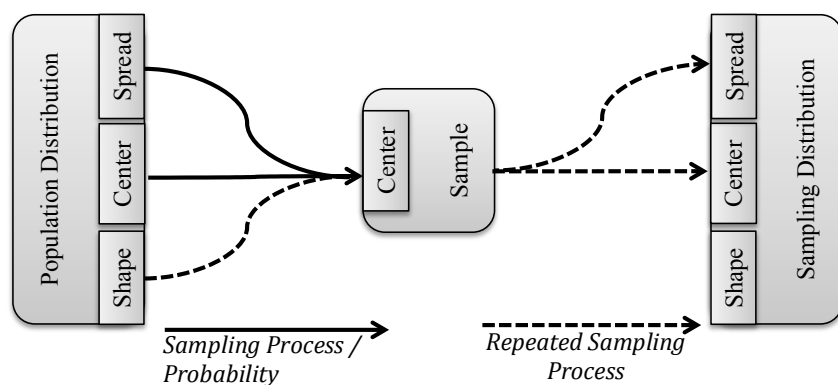 Population Distribution
Spread
Center
Shape
Center
Sample
Spread
Center
Shape
Sampling Distribution
Sampling Process /
Probability
Repeated Sampling
Process